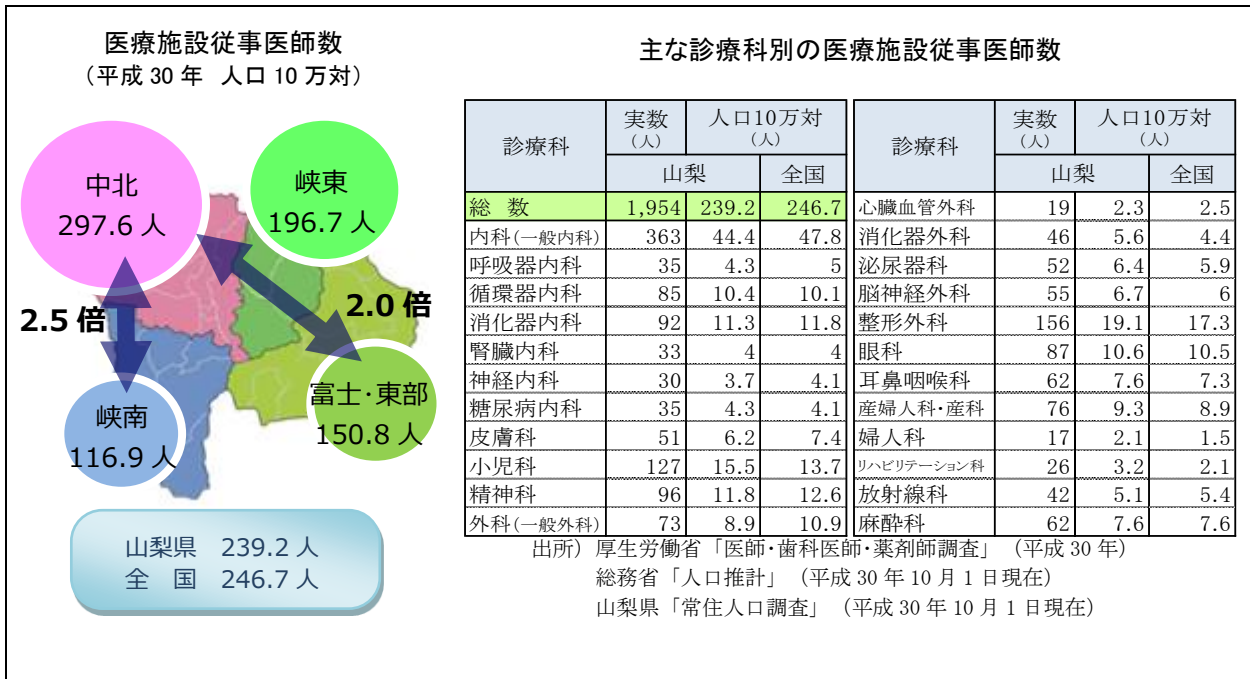 医療施設従事医師数
（平成 30 年 人口 10 万対）
中北
297.6 人
峡東
196.7 人
2.5 倍
2.0 倍
峡南
116.9 人
富士・東部
150.8 人
山梨県 239.2 人
全 国 246.7 人
主な診療科別の医療施設従事医師数
診療科 実数（人） 人口10万対（人） 診療科 実数（人） 人口10万対（人）
山梨 全国 山梨 全国
総 数 1,954 239.2 246.7 心臓血管外科 19 2.3 2.5
内科（一般内科） 363 44.4 47.8 消化器外科 46 5.6 4.4
呼吸器内科 35 4.3 5 泌尿器科 52 6.4 5.9
循環器内科 85 10.4 10.1 脳神経外科 55 6.7 6
消化器内科 92 11.3 11.8 整形外科 156 19.1 17.3
腎臓内科 33 4 4 眼科 87 10.6 10.5
神経内科 30 3.7 4.1 耳鼻咽喉科 62 7.6 7.3
糖尿病内科 35 4.3 4.1 産婦人科・産科 76 9.3 8.9
皮膚科 51 6.2 7.4 婦人科 17 2.1 1.5
小児科 127 15.5 13.7 ﾘﾊﾋﾞﾘﾃｰｼｮﾝ科 26 3.2 2.1
精神科 96 11.8 12.6 放射線科 42 5.1 5.4
外科（一般外科） 73 8.9 10.9 麻酔科 62 7.6 7.6
出所）厚生労働省「医師・歯科医師・薬剤師調査」（平成 30 年）
総務省「人口推計」（平成 30 年 10 月 1 日現在）
山梨県「常住人口調査」（平成 30 年 10 月 1 日現在）